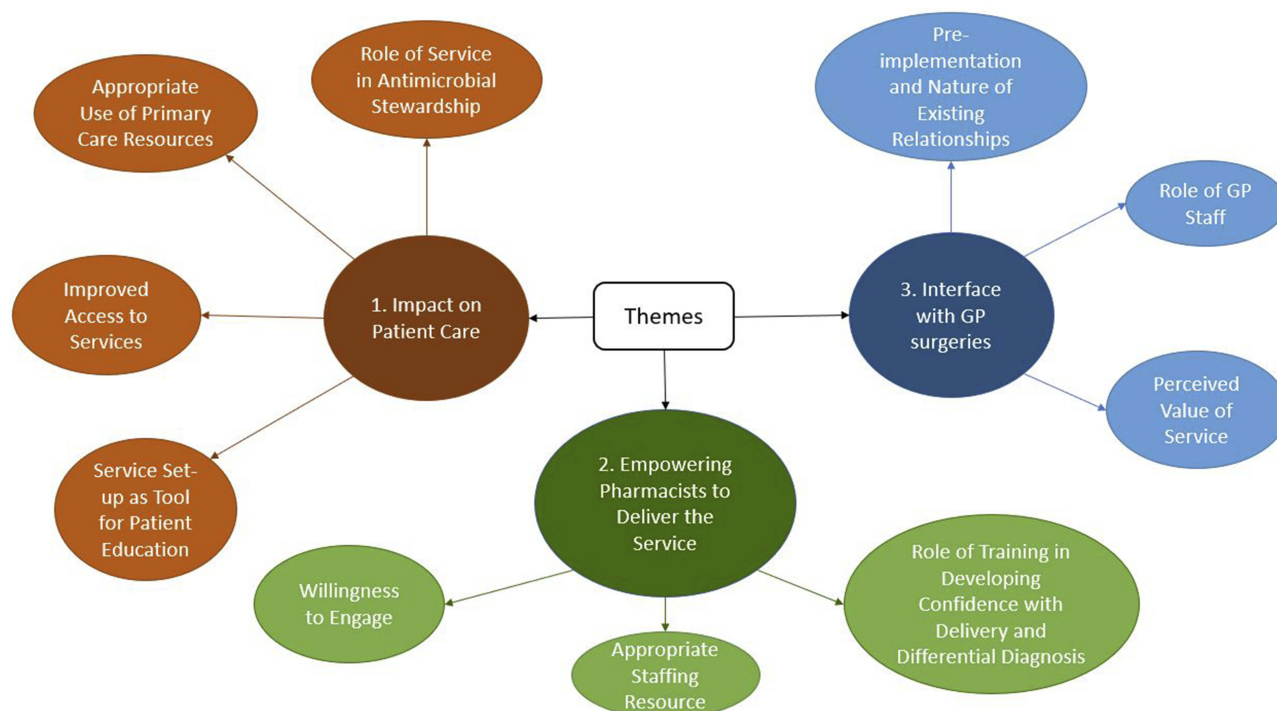 Themes
1. Impact on
Patient Care
Role of Service
in Antimicrobial
Stewardship
Appropriate
Use of Primary
Care Resources
Improved
Access to
Services
Service Set-
up as Tool
for Patient
Education
2. Empowering
Pharmacists to
Deliver the
Service
Willingness
to Engage
Appropriate
Staffing
Resource
Role of Training in
Developing
Confidence with
Delivery and
Differential Diagnosis
3. Interface
with GP
surgeries
Pre-
implementation
and Nature of
Existing
Relationships
Role of GP
Staff
Perceived
Value of
Service